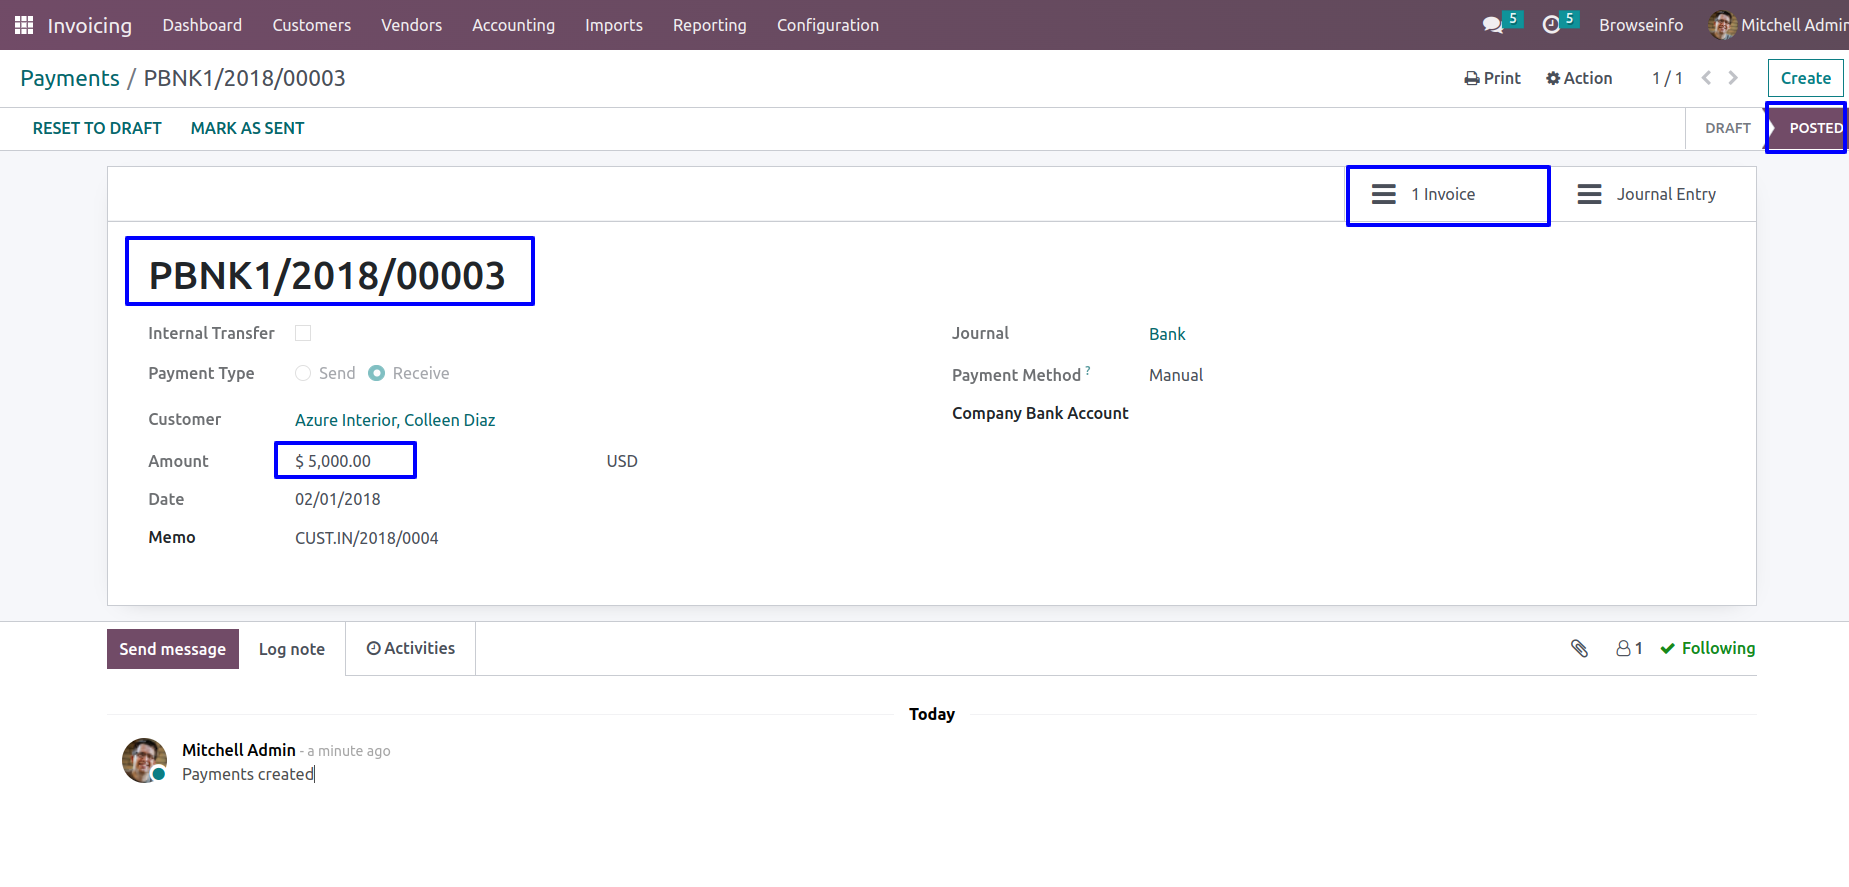 Invoicing Dashboard Customers Vendors Accounting Imports Reporting Configuration 5 5 Browseinfo Mitchell Admin
Payments / PBNK1/2018/00003 Print Action 1 / 1 Create
RESET TO DRAFT MARK AS SENT DRAFT POSTED
1 Invoice Journal Entry
PBNK1/2018/00003
Internal Transfer Journal Bank
Payment Type Send Receive Payment Method ? Manual
Customer Azure Interior, Colleen Diaz Company Bank Account
Amount $ 5,000.00 USD
Date 02/01/2018
Memo CUST.IN/2018/0004
Send message Log note Activities 1 Following
Today
Mitchell Admin - a minute ago
Payments created